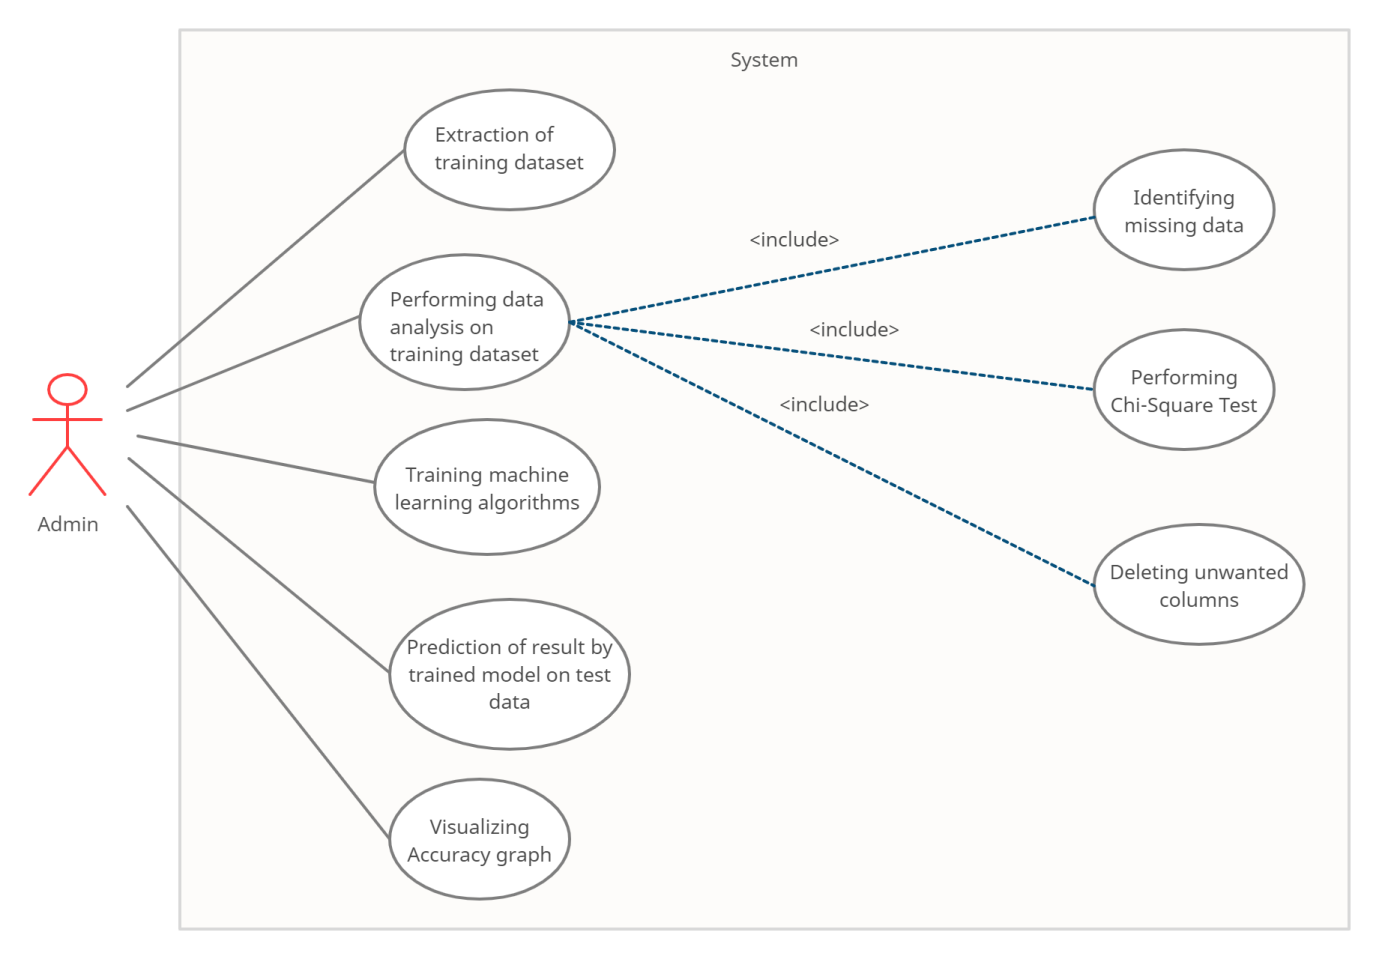 System
Extraction of
training dataset
Identifying
missing data
<include>
Performing data
analysis on
training dataset
<include>
Performing
Chi-Square Test
<include>
Training machine
learning algorithms
Admin
Deleting unwanted
columns
Prediction of result by
trained model on test
data
Visualizing
Accuracy graph